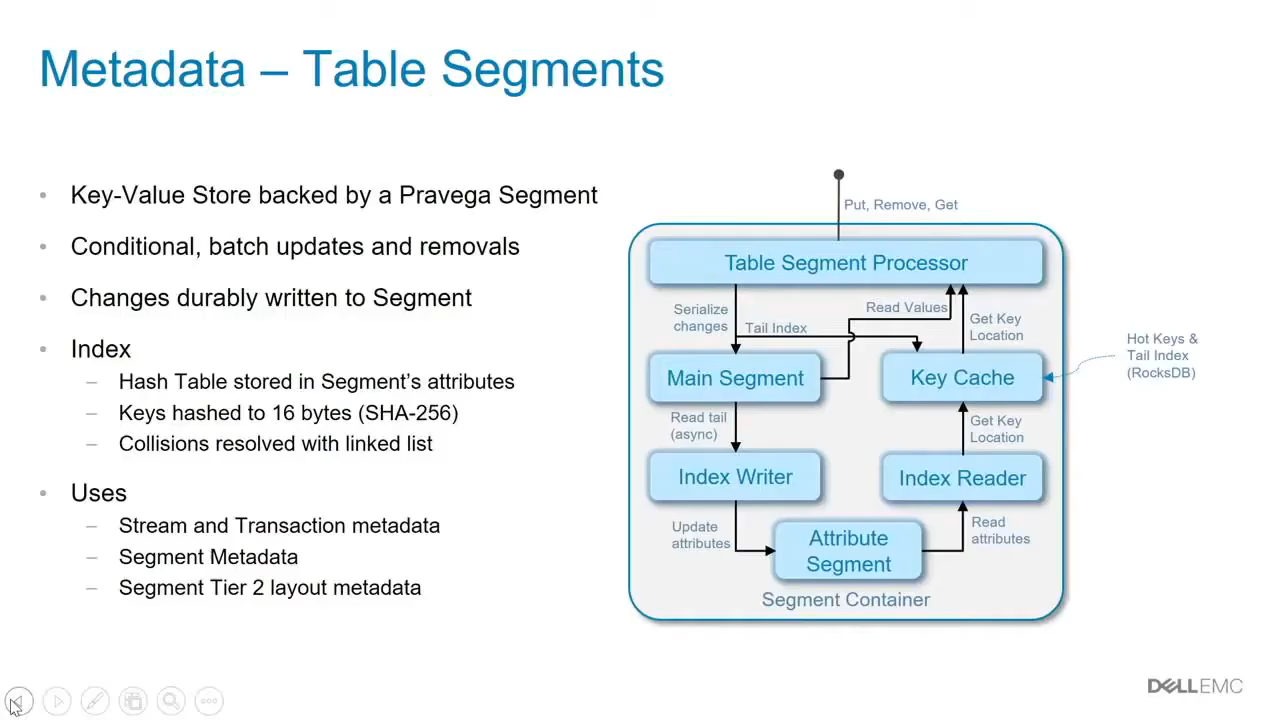 Metadata – Table Segments
• Key-Value Store backed by a Pravega Segment
• Conditional, batch updates and removals
• Changes durably written to Segment
• Index
– Hash Table stored in Segment's attributes
– Keys hashed to 16 bytes (SHA-256)
– Collisions resolved with linked list
• Uses
– Stream and Transaction metadata
– Segment Metadata
– Segment Tier 2 layout metadata
Put, Remove, Get
Table Segment Processor
Serialize
changes
Tail Index
Read Values
Get Key
Location
Main Segment
Key Cache
Hot Keys &
Tail Index
(RocksDB)
Read tail
(async)
Get Key
Location
Index Writer
Index Reader
Update
attributes
Attribute
Segment
Read
attributes
Segment Container
DELLEMC